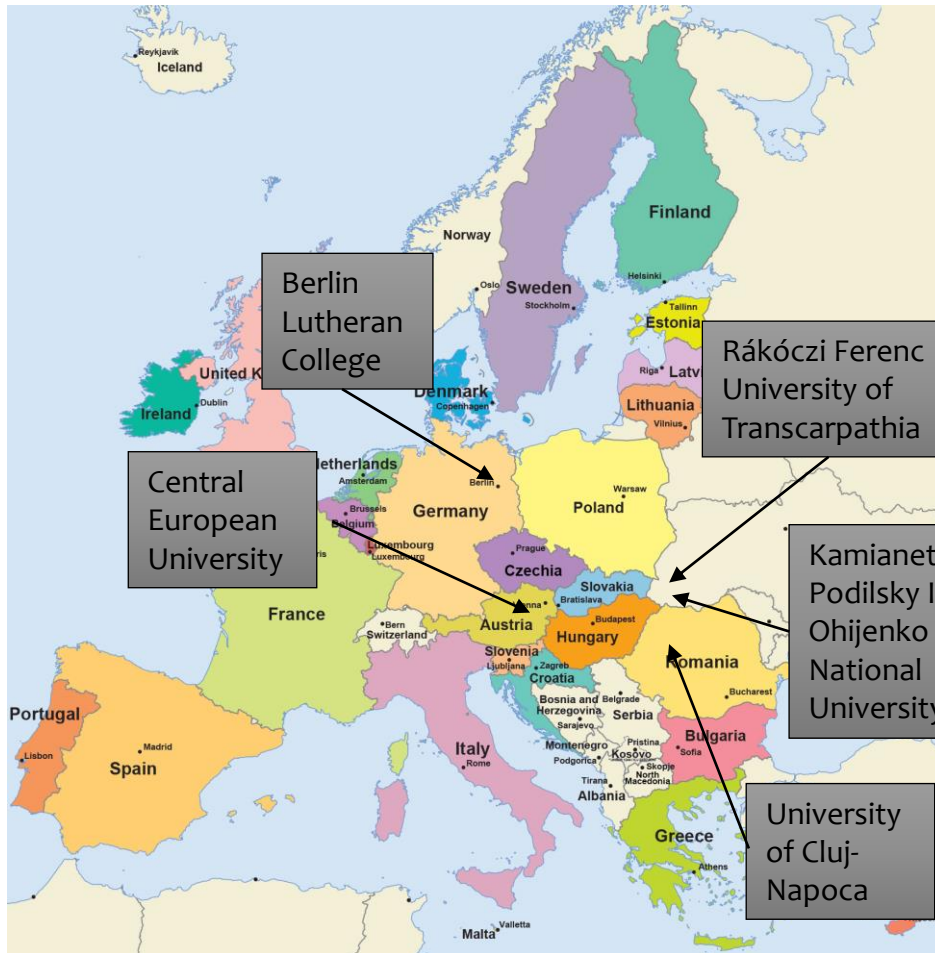 Reykjavik
Iceland
Norway
Finland
Helsinki
Oslo
Sweden
Stockholm
Tallinn
Estonia
Berlin
Lutheran
College
Rákóczi Ferenc
University of
Transcarpathia
Riga
Latvi
United K
Denmark
Copenhagen
Ireland
Dublin
Lithuania
Vilnius
Central
European
University
Netherlands
Amsterdam
Berlin
Germany
Warsaw
Poland
Brussels
Belgium
Luxembourg
Luxembourg
Prague
Czechia
Kamianet
Podilsky I
Ohijenko
National
University
Slovakia
Bratislava
France
Bern
Switzerland
Austria
Budapest
Hungary
Slovenia
Ljubljana
Zagreb
Croatia
Romania
Bucharest
Bosnia and
Herzegovina
Sarajevo
Belgrade
Serbia
Portugal
Lisbon
Madrid
Spain
Italy
Rome
Montenegro
Podgorica
Pristina
Kosovo
Sofia
Bulgaria
Skopje
North
Macedonia
Tirana
Albania
Greece
Athens
University
of Cluj-
Napoca
Malta
Valletta